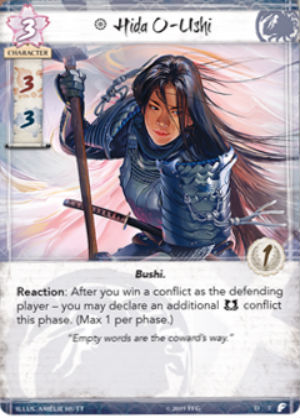 3
Hida O-Ushi
CHARACTER
3
3
1
Bushi.
Reaction: After you win a conflict as the defending
player – you may declare an additional conflict
this phase. (Max 1 per phase.)
“Empty words are the coward’s way.”
ILLUS. AMÉLIE HUTT